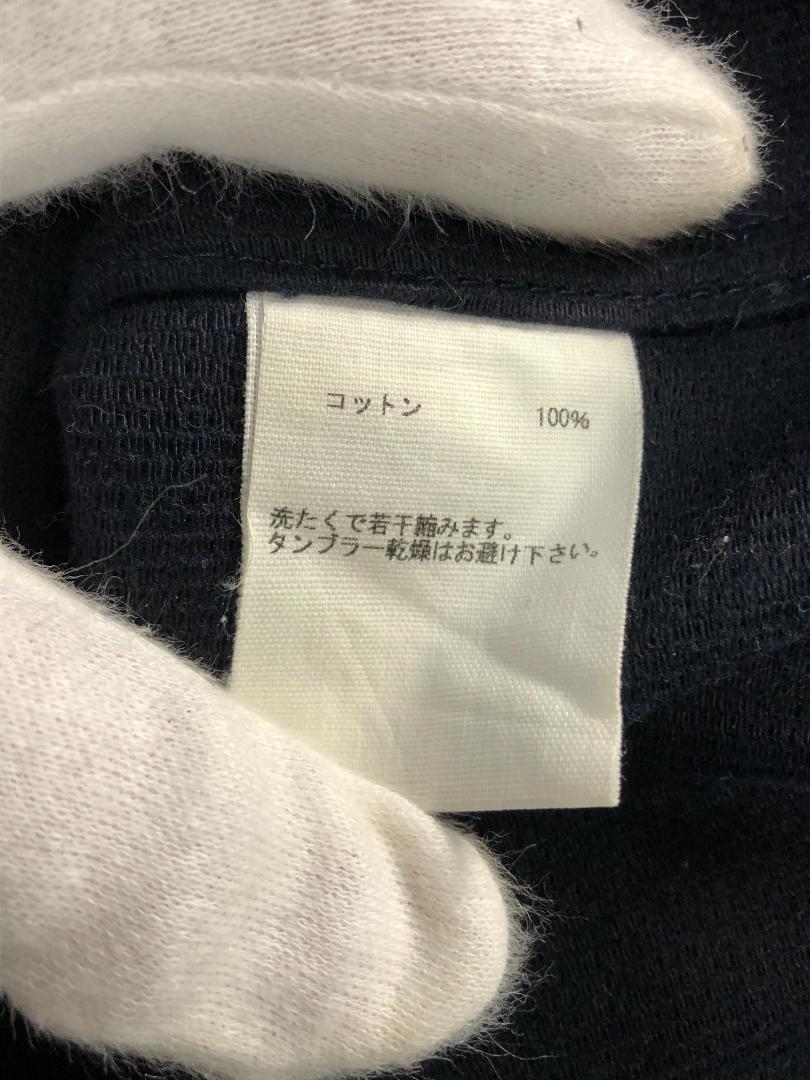 コットン 100%
洗たくで若干縮みます。
タンブラー乾燥はお避け下さい。